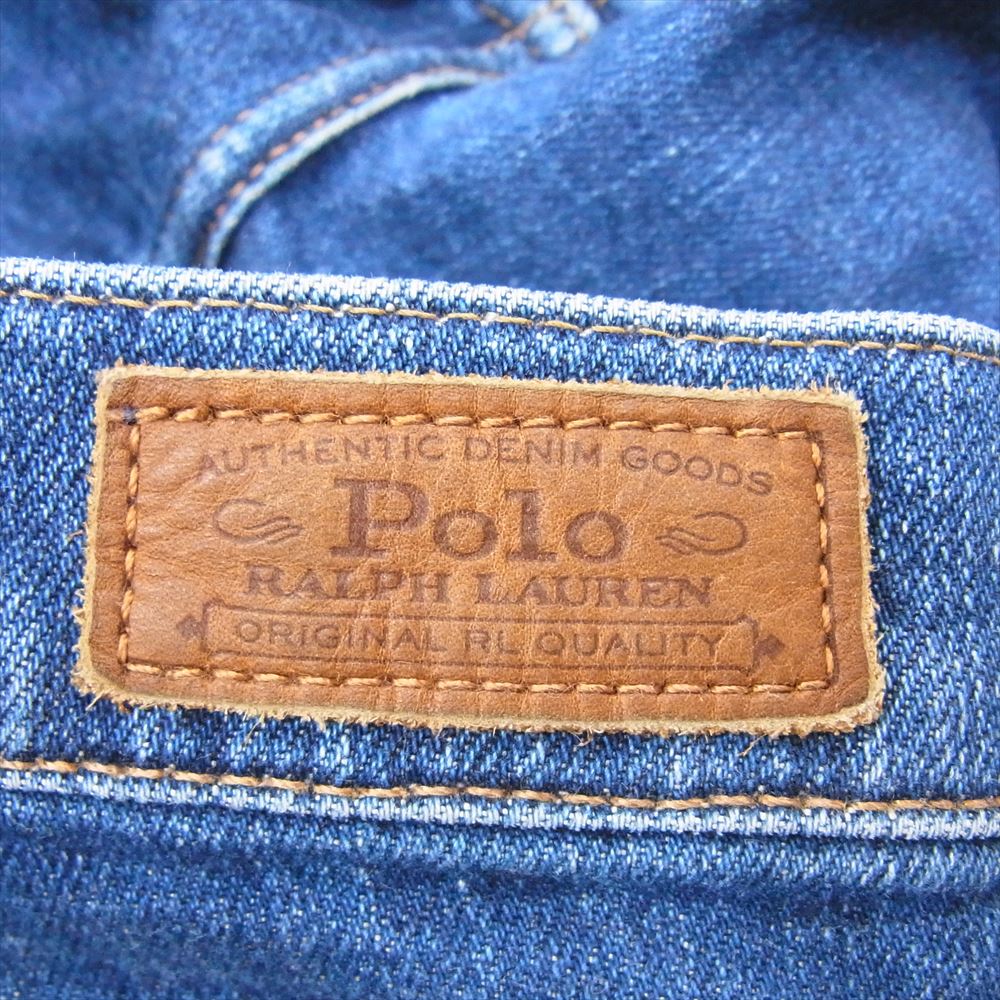 AUTHENTIC DENIM GOODS
Polo
RALPH LAUREN
ORIGINAL RL QUALITY